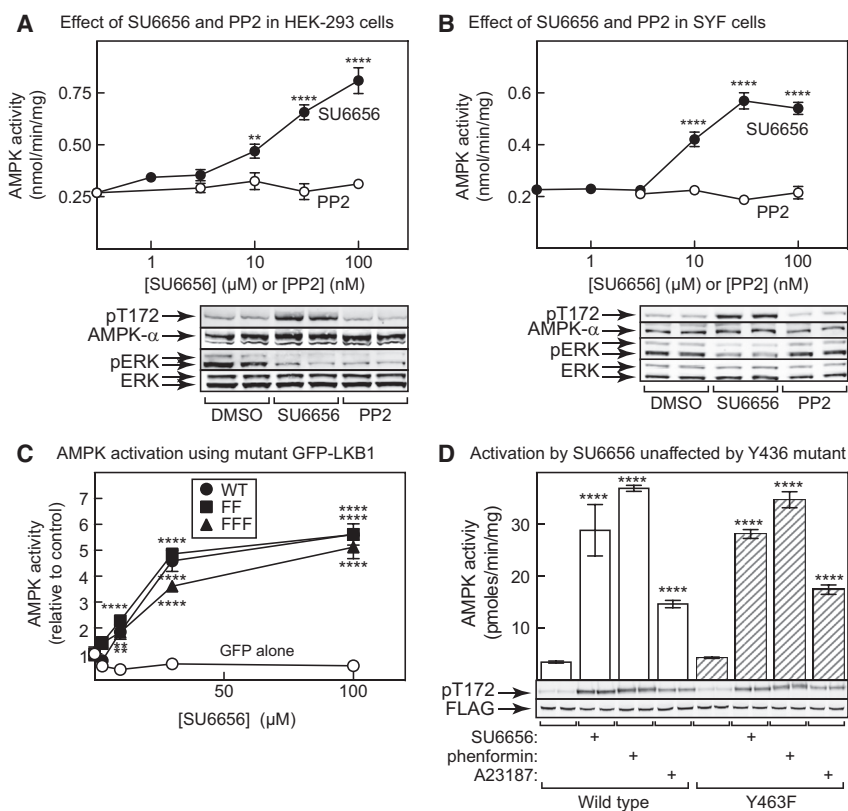 A Effect of SU6656 and PP2 in HEK-293 cells
AMPK activity
(nmol/min/mg)
0.75
0.50
0.25
**
****
****
SU6656
PP2
1 10 100
[SU6656] (µM) or [PP2] (nM)
pT172
AMPK-α
pERK
ERK
DMSO SU6656 PP2
B Effect of SU6656 and PP2 in SYF cells
AMPK activity
(nmol/min/mg)
0.6
0.4
0.2
****
****
****
SU6656
PP2
1 10 100
[SU6656] (µM) or [PP2] (nM)
pT172
AMPK-α
pERK
ERK
DMSO SU6656 PP2
C AMPK activation using mutant GFP-LKB1
AMPK activity
(relative to control)
7
6
5
4
3
2
1
WT
FF
FFF
****
**
**
****
****
****
****
****
****
GFP alone
50 100
[SU6656] (µM)
D Activation by SU6656 unaffected by Y436 mutant
AMPK activity
(pmoles/min/mg)
30
20
10
****
****
****
****
****
****
pT172
FLAG
SU6656: + +
phenformin: + +
A23187: + +
Wild type Y463F